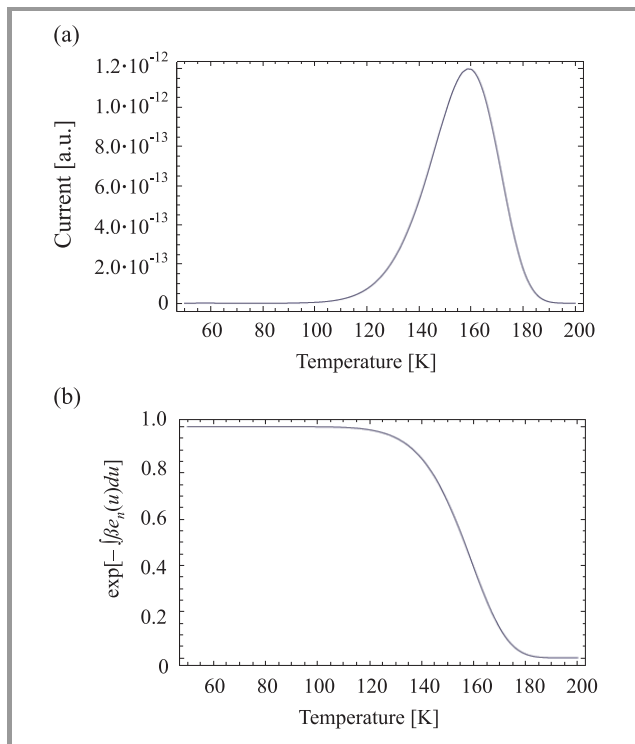 (a)
1.2·10-12
1.0·10-12
8.0·10-13
6.0·10-13
4.0·10-13
2.0·10-13
0
Current [a.u.]
60 80 100 120 140 160 180 200
Temperature [K]
(b)
1.0
0.8
0.6
0.4
0.2
0
exp[– ∫βeₙ(u)du]
60 80 100 120 140 160 180 200
Temperature [K]